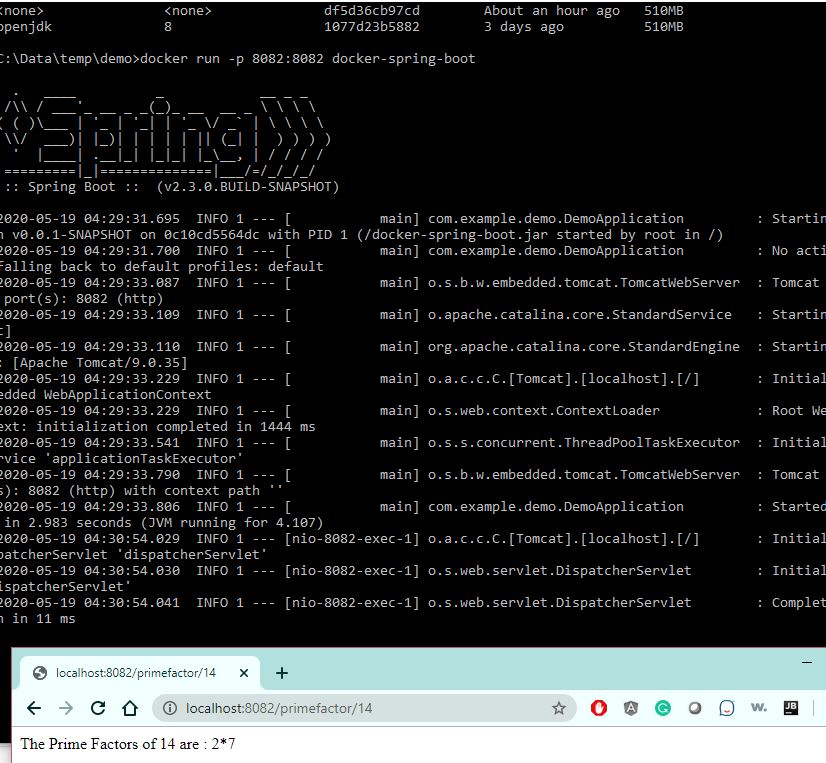 <none> <none> df5d36cb97cd About an hour ago 510MB
openjdk 8 1077d23b5882 3 days ago 510MB
C:\Data\temp\demo>docker run -p 8082:8082 docker-spring-boot
:: Spring Boot :: (v2.3.0.BUILD-SNAPSHOT)
2020-05-19 04:29:31.695 INFO 1 --- [ main] com.example.demo.DemoApplication : Startin
n v0.0.1-SNAPSHOT on 0c10cd5564dc with PID 1 (/docker-spring-boot.jar started by root in /)
2020-05-19 04:29:31.700 INFO 1 --- [ main] com.example.demo.DemoApplication : No acti
falling back to default profiles: default
2020-05-19 04:29:33.087 INFO 1 --- [ main] o.s.b.w.embedded.tomcat.TomcatWebServer : Tomcat
port(s): 8082 (http)
2020-05-19 04:29:33.109 INFO 1 --- [ main] o.apache.catalina.core.StandardService : Startin
t]
2020-05-19 04:29:33.110 INFO 1 --- [ main] org.apache.catalina.core.StandardEngine : Startin
: [Apache Tomcat/9.0.35]
2020-05-19 04:29:33.229 INFO 1 --- [ main] o.a.c.c.C.[Tomcat].[localhost].[/] : Initial
edded WebApplicationContext
2020-05-19 04:29:33.229 INFO 1 --- [ main] o.s.web.context.ContextLoader : Root We
ext: initialization completed in 1444 ms
2020-05-19 04:29:33.541 INFO 1 --- [ main] o.s.s.concurrent.ThreadPoolTaskExecutor : Initial
rvice 'applicationTaskExecutor'
2020-05-19 04:29:33.790 INFO 1 --- [ main] o.s.b.w.embedded.tomcat.TomcatWebServer : Tomcat
s): 8082 (http) with context path ''
2020-05-19 04:29:33.806 INFO 1 --- [ main] com.example.demo.DemoApplication : Started
in 2.983 seconds (JVM running for 4.107)
2020-05-19 04:30:54.029 INFO 1 --- [nio-8082-exec-1] o.a.c.c.C.[Tomcat].[localhost].[/] : Initial
patcherServlet 'dispatcherServlet'
2020-05-19 04:30:54.030 INFO 1 --- [nio-8082-exec-1] o.s.web.servlet.DispatcherServlet : Initial
ispatcherServlet'
2020-05-19 04:30:54.041 INFO 1 --- [nio-8082-exec-1] o.s.web.servlet.DispatcherServlet : Complet
n in 11 ms
localhost:8082/primefactor/14
localhost:8082/primefactor/14
The Prime Factors of 14 are : 2*7